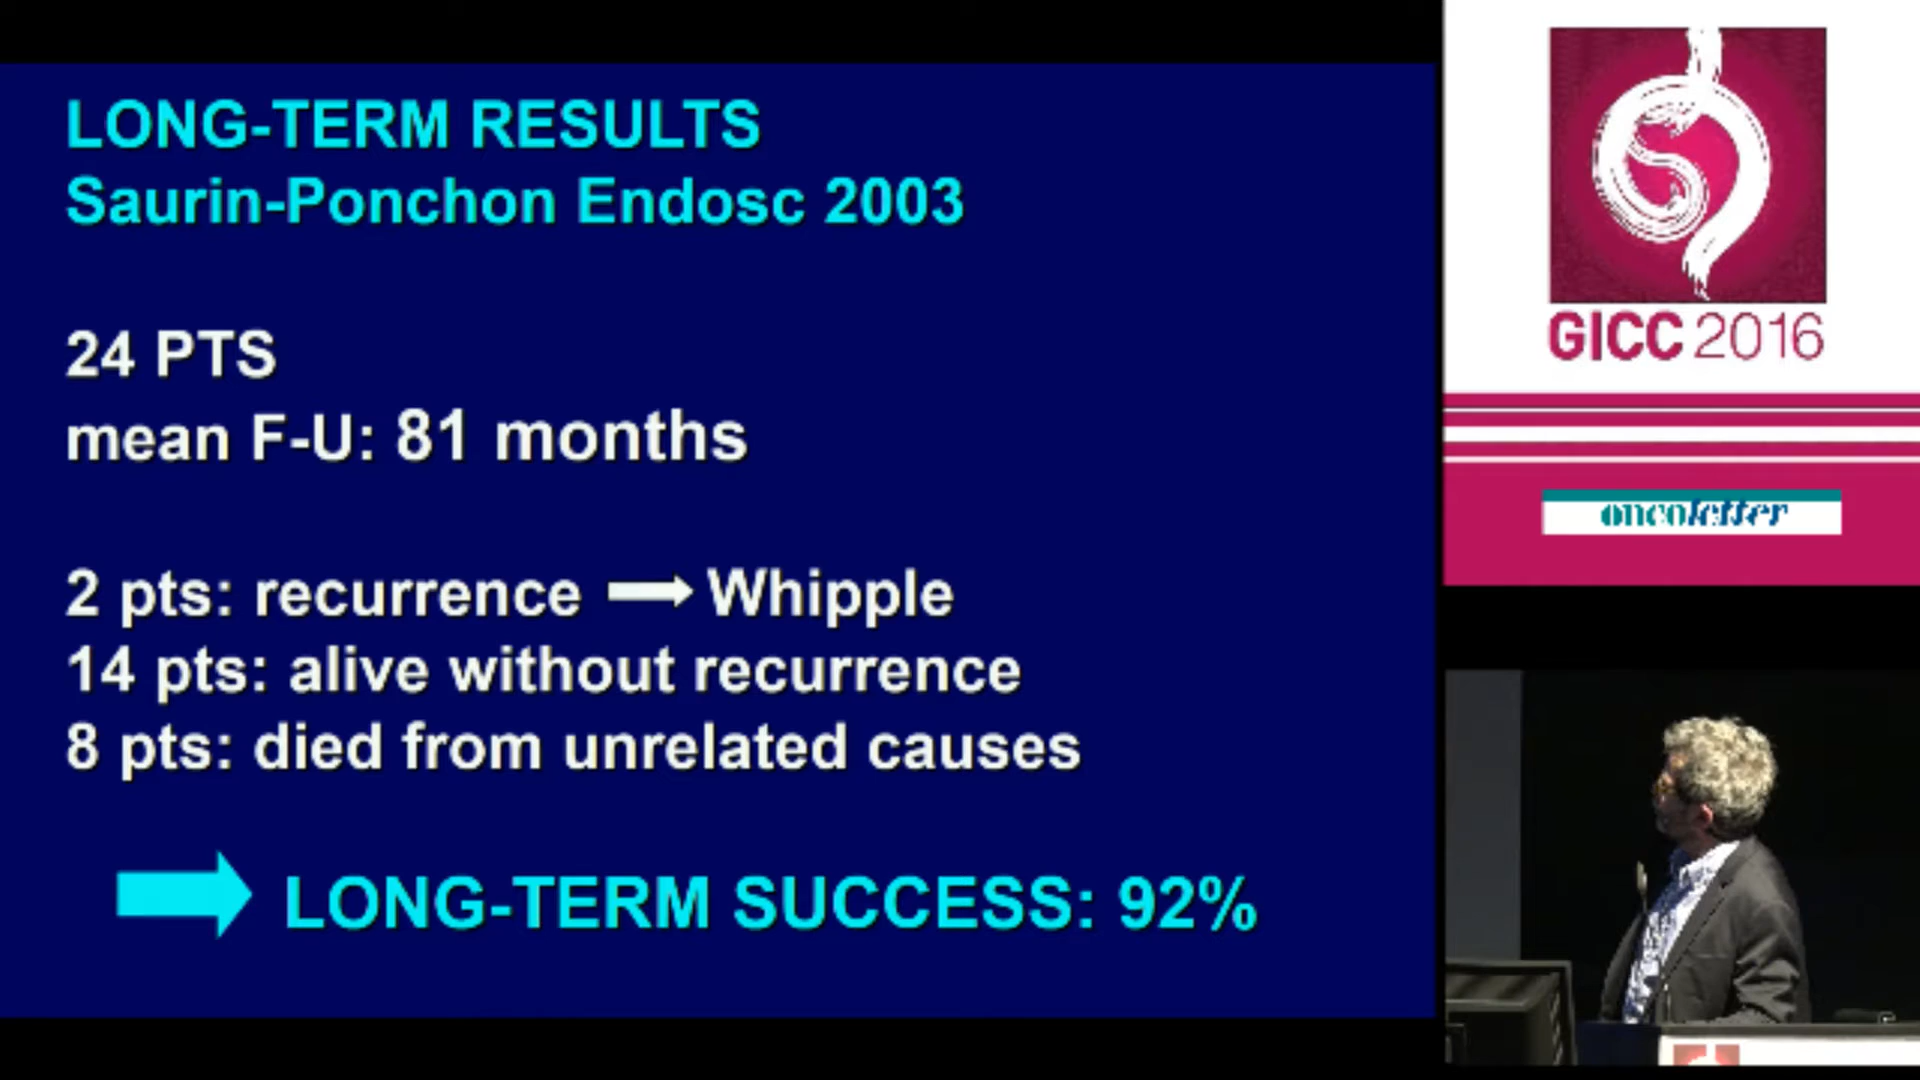 LONG-TERM RESULTS
Saurin-Ponchon Endosc 2003
24 PTS
mean F-U: 81 months
2 pts: recurrence → Whipple
14 pts: alive without recurrence
8 pts: died from unrelated causes
LONG-TERM SUCCESS: 92%
GICC 2016
oncoletter